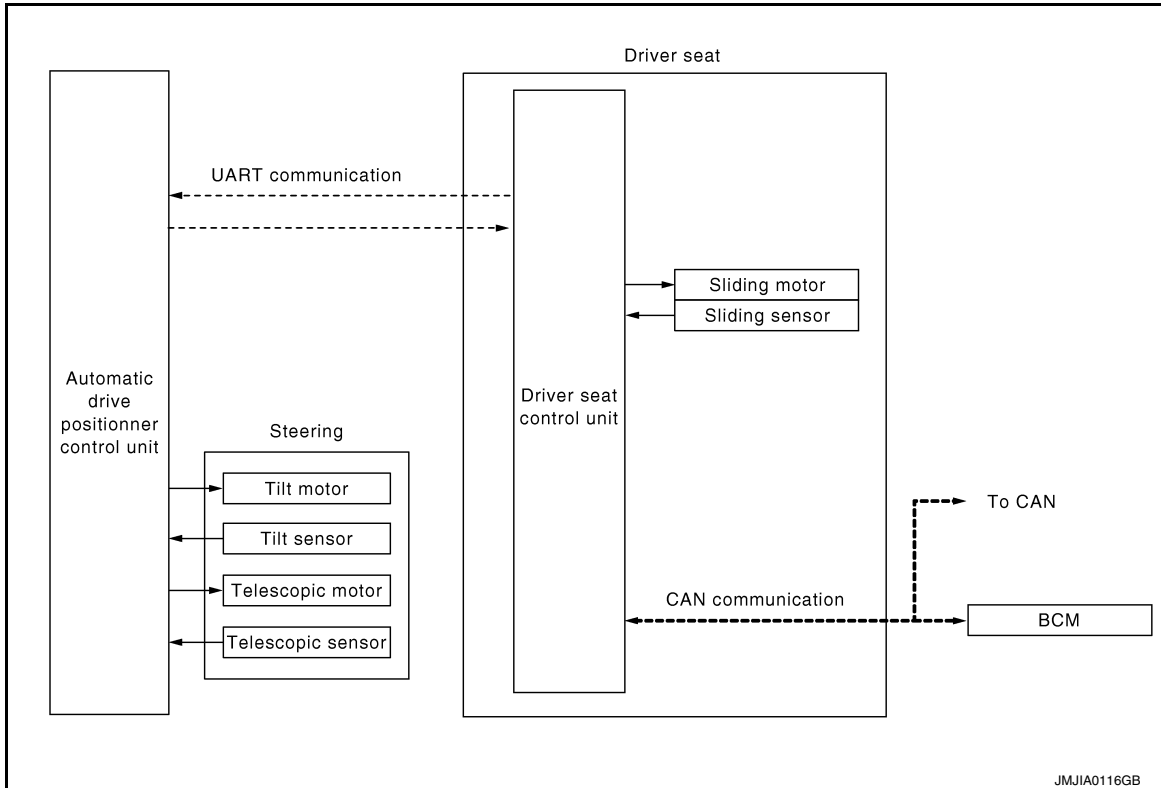 Driver seat
UART communication
Sliding motor
Sliding sensor
Automatic
drive
positionner
control unit
Driver seat
control unit
Steering
Tilt motor
Tilt sensor
Telescopic motor
Telescopic sensor
To CAN
CAN communication
BCM
JMJIA0116GB